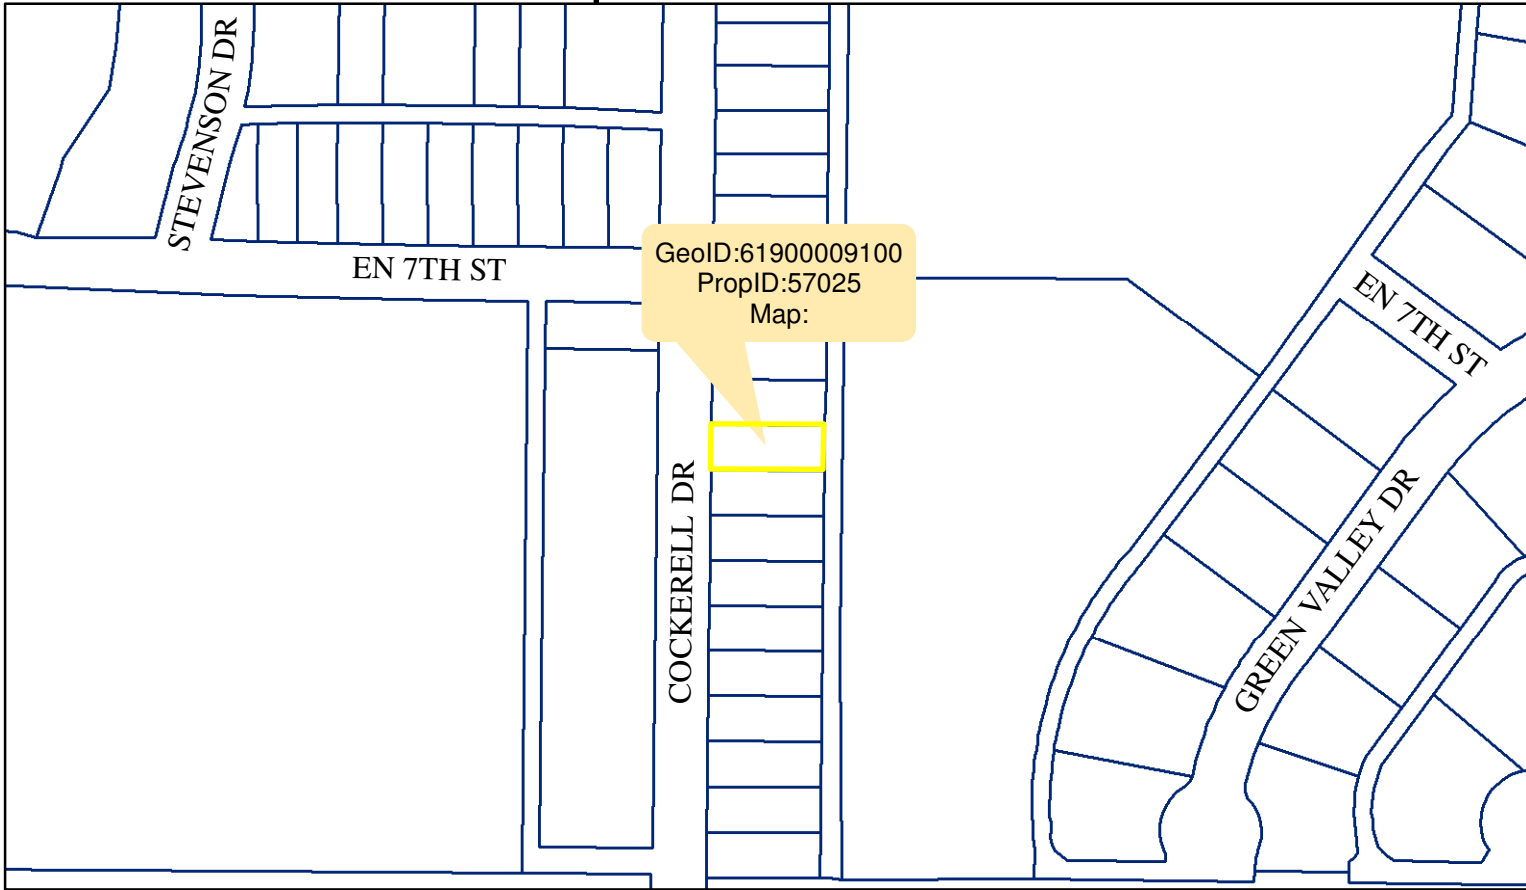 STEVENSON DR
EN 7TH ST
GeoID:61900009100
PropID:57025
Map:
EN 7TH ST
COCKERELL DR
GREEN VALLEY DR